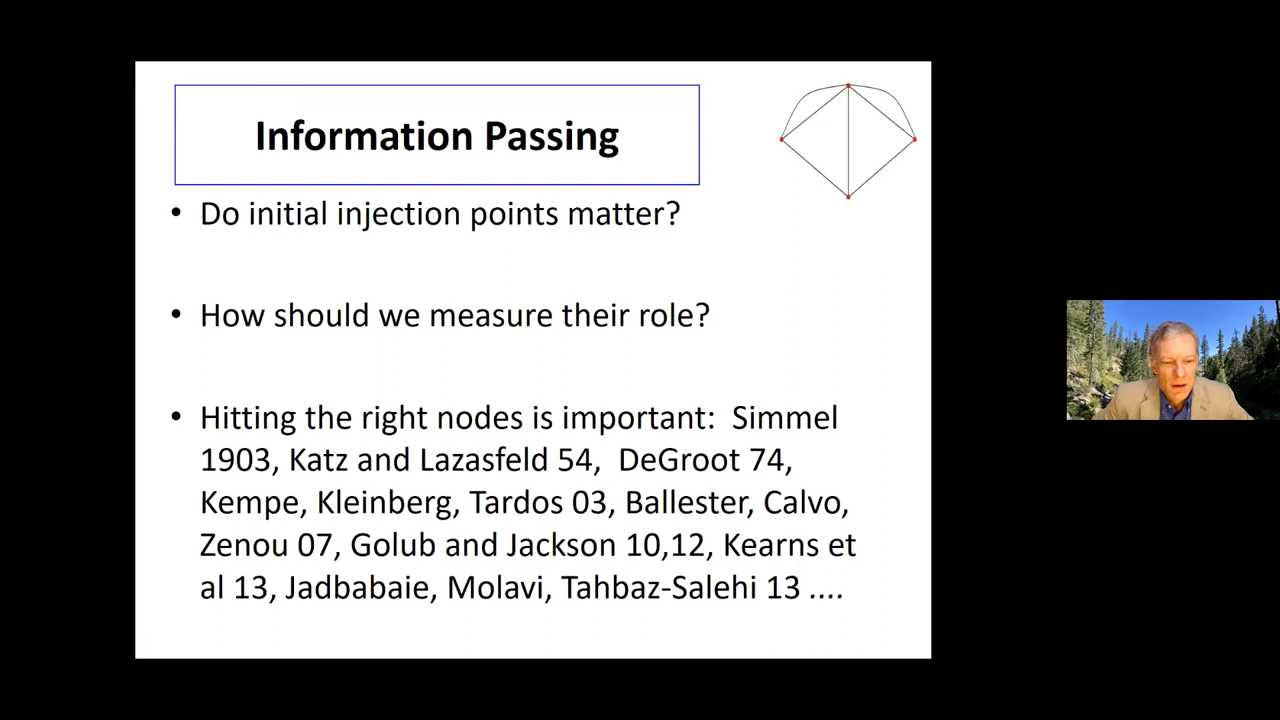 Information Passing
• Do initial injection points matter?
• How should we measure their role?
• Hitting the right nodes is important:  Simmel
1903, Katz and Lazasfeld 54,  DeGroot 74,
Kempe, Kleinberg, Tardos 03, Ballester, Calvo,
Zenou 07, Golub and Jackson 10,12, Kearns et
al 13, Jadbabaie, Molavi, Tahbaz-Salehi 13 ....